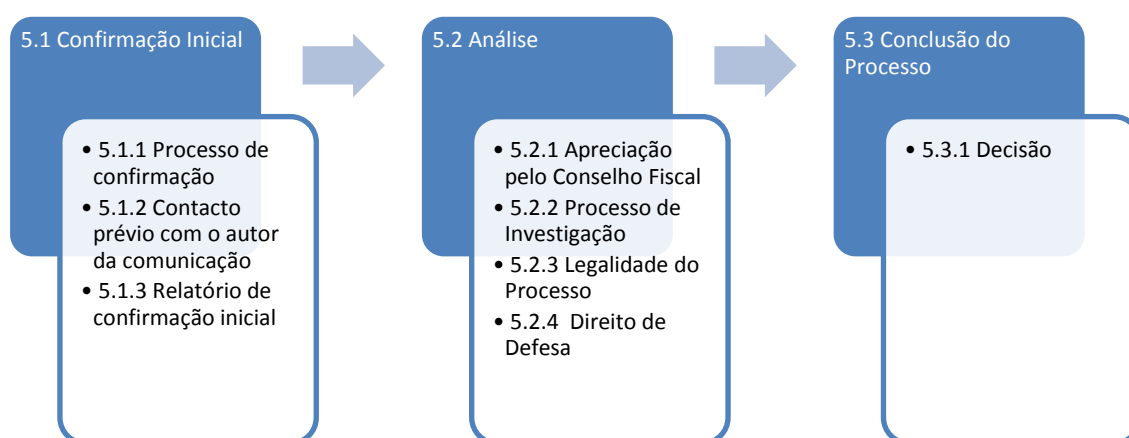 5.1 Confirmação Inicial
• 5.1.1 Processo de
confirmação
• 5.1.2 Contacto
prévio com o autor
da comunicação
• 5.1.3 Relatório de
confirmação inicial
5.2 Análise
• 5.2.1 Apreciação
pelo Conselho Fiscal
• 5.2.2 Processo de
Investigação
• 5.2.3 Legalidade do
Processo
• 5.2.4 Direito de
Defesa
5.3 Conclusão do
Processo
• 5.3.1 Decisão